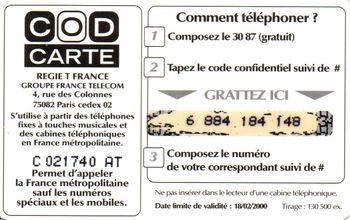 COD
CARTE
REGIE T FRANCE
GROUPE FRANCE TELECOM
4, rue des Colonnes
75082 Paris cedex 02
S'utilise à partir des téléphones
fixes à touches musicales et
des cabines téléphoniques
en France métropolitaine.
C 021740 AT
Permet d'appeler
la France métropolitaine
sauf les numéros
spéciaux et les mobiles.
Comment téléphoner ?
1 Composez le 30 87 (gratuit)
2 Tapez le code confidentiel suivi de #
GRATTEZ ICI
6 884 184 148
3 Composez le numéro
de votre correspondant suivi de #
Ne pas insérer dans le lecteur d'une cabine téléphonique.
Date limite de validité : 18/02/2000 Tirage : 130 500 ex.